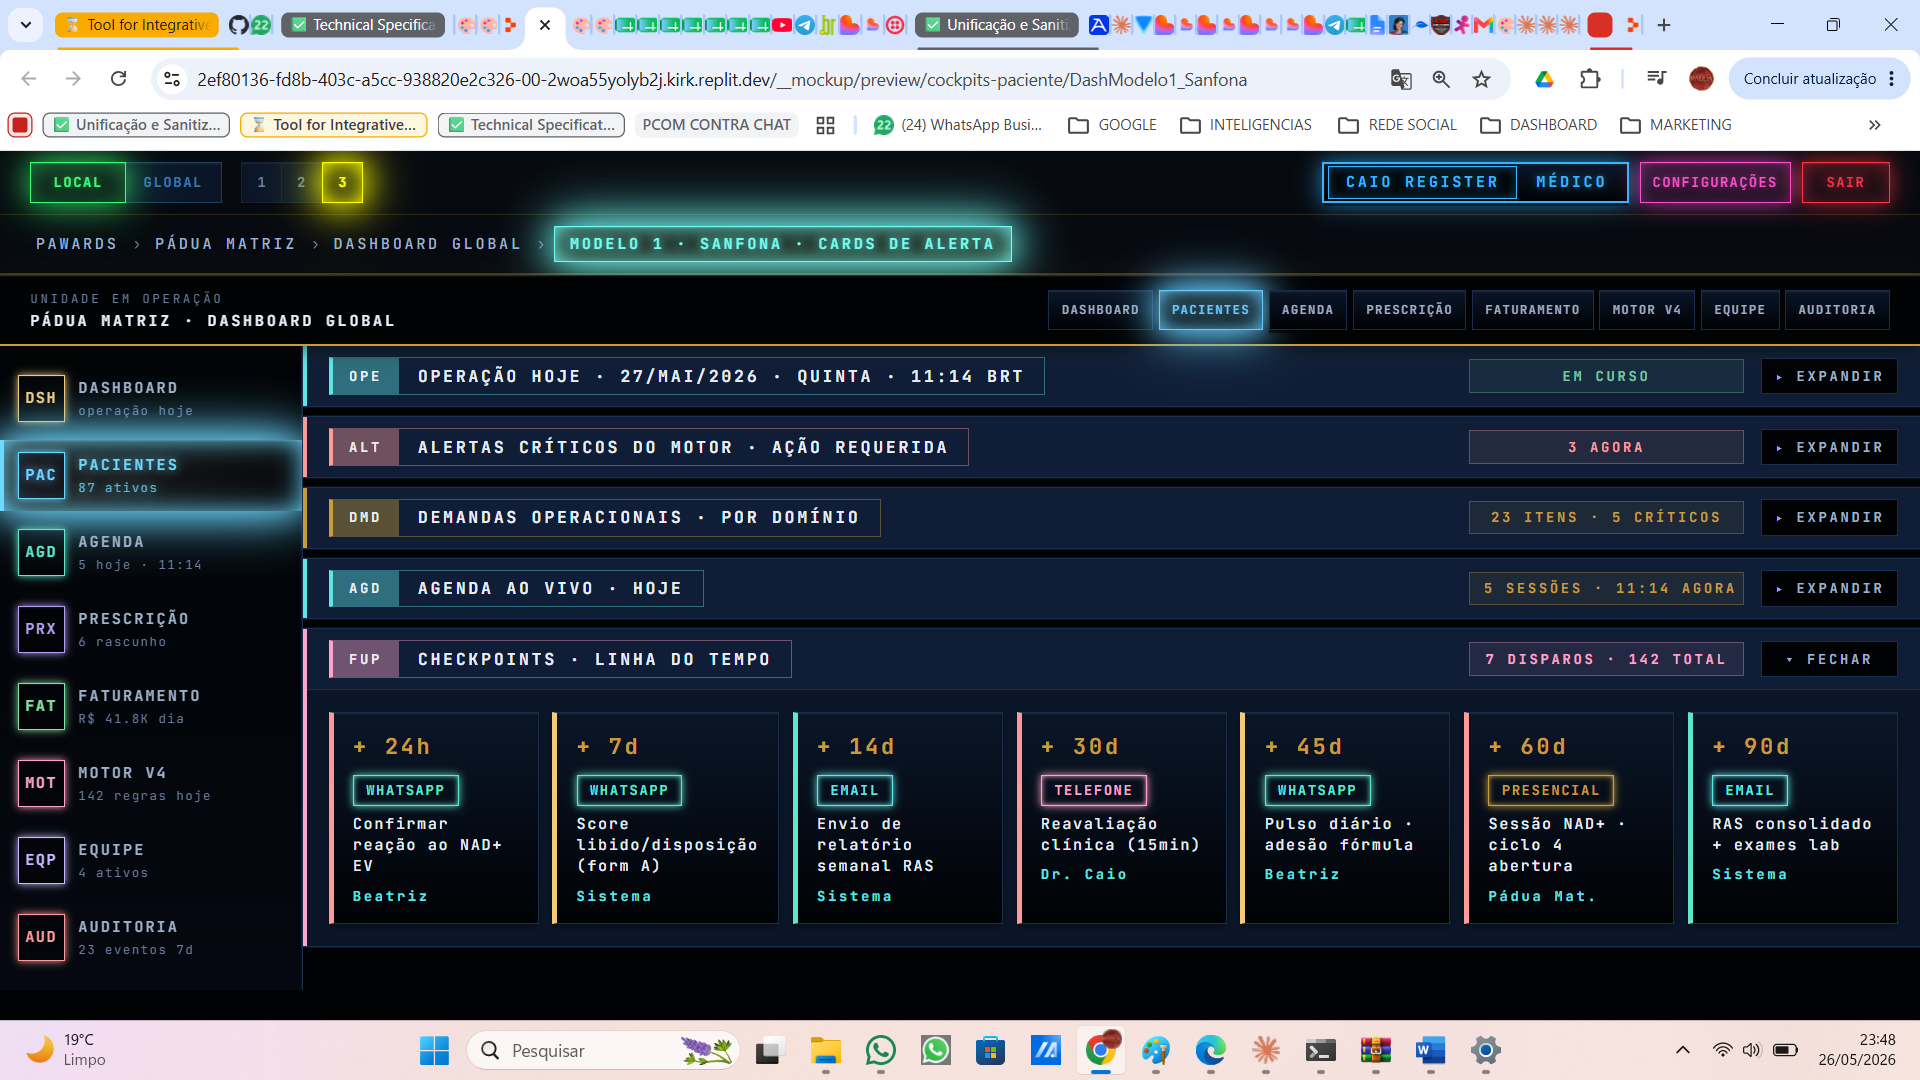 Tool for Integrative
22
Technical Specifica
Unificação e Saniti
2ef80136-fd8b-403c-a5cc-938820e2c326-00-2woa55yolyb2j.kirk.replit.dev/__mockup/preview/cockpits-paciente/DashModelo1_Sanfona
Concluir atualização
Unificação e Sanitiz...
Tool for Integrative...
Technical Specificat...
PCOM CONTRA CHAT
22 (24) WhatsApp Busi...
GOOGLE
INTELIGENCIAS
REDE SOCIAL
DASHBOARD
MARKETING
LOCAL GLOBAL 1 2 3
CAIO REGISTER MÉDICO CONFIGURAÇÕES SAIR
PAWARDS › PÁDUA MATRIZ › DASHBOARD GLOBAL › MODELO 1 · SANFONA · CARDS DE ALERTA
UNIDADE EM OPERAÇÃO
PÁDUA MATRIZ · DASHBOARD GLOBAL
DASHBOARD PACIENTES AGENDA PRESCRIÇÃO FATURAMENTO MOTOR V4 EQUIPE AUDITORIA
DSH DASHBOARD
operação hoje
PAC PACIENTES
87 ativos
AGD AGENDA
5 hoje · 11:14
PRX PRESCRIÇÃO
6 rascunho
FAT FATURAMENTO
R$ 41.8K dia
MOT MOTOR V4
142 regras hoje
EQP EQUIPE
4 ativos
AUD AUDITORIA
23 eventos 7d
OPE OPERAÇÃO HOJE · 27/MAI/2026 · QUINTA · 11:14 BRT EM CURSO ▸ EXPANDIR
ALT ALERTAS CRÍTICOS DO MOTOR · AÇÃO REQUERIDA 3 AGORA ▸ EXPANDIR
DMD DEMANDAS OPERACIONAIS · POR DOMÍNIO 23 ITENS · 5 CRÍTICOS ▸ EXPANDIR
AGD AGENDA AO VIVO · HOJE 5 SESSÕES · 11:14 AGORA ▸ EXPANDIR
FUP CHECKPOINTS · LINHA DO TEMPO 7 DISPAROS · 142 TOTAL ▾ FECHAR
+ 24h
WHATSAPP
Confirmar
reação ao NAD+
EV
Beatriz
+ 7d
WHATSAPP
Score
libido/disposição
(form A)
Sistema
+ 14d
EMAIL
Envio de
relatório
semanal RAS
Sistema
+ 30d
TELEFONE
Reavaliação
clínica (15min)
Dr. Caio
+ 45d
WHATSAPP
Pulso diário ·
adesão fórmula
Beatriz
+ 60d
PRESENCIAL
Sessão NAD+ ·
ciclo 4
abertura
Pádua Mat.
+ 90d
EMAIL
RAS consolidado
+ exames lab
Sistema
19°C
Limpo
Pesquisar
23:48
26/05/2026